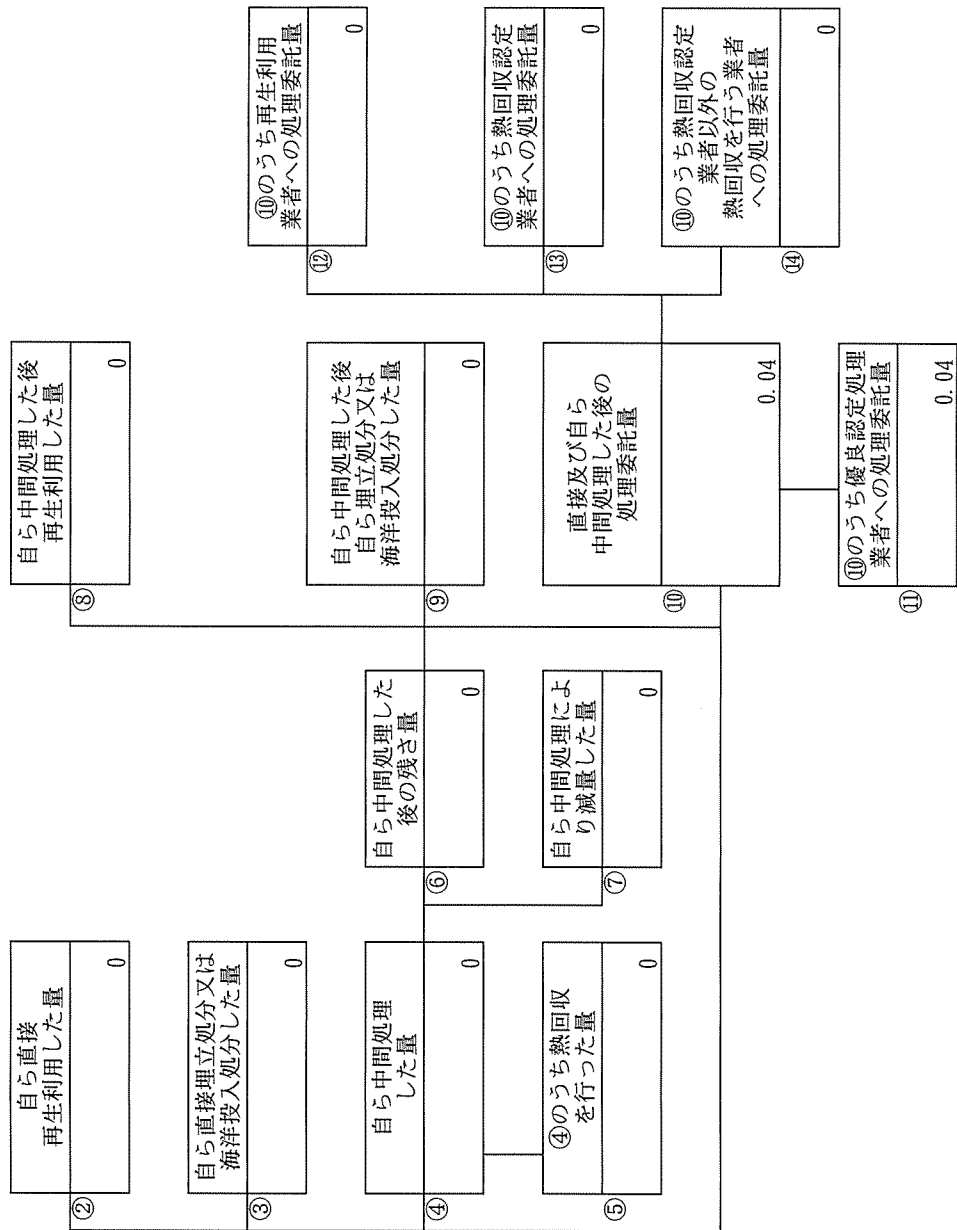 ②
自ら直接
再生利用した量
0
③
自ら直接埋立処分又は
海洋投入処分した量
0
④
自ら中間処理
した量
0
⑤
④のうち熱回収
を行った量
0
⑥
自ら中間処理した
後の残さ量
0
⑦
自ら中間処理によ
り減量した量
0
⑧
自ら中間処理した後
再生利用した量
0
⑨
自ら中間処理した後
自ら埋立処分又は
海洋投入処分した量
0
⑩
直接及び自ら
中間処理した後の
処理委託量
0.04
⑪
⑩のうち優良認定処理
業者への処理委託量
0.04
⑫
⑩のうち再生利用
業者への処理委託量
0
⑬
⑩のうち熱回収認定
業者への処理委託量
0
⑭
⑩のうち熱回収認定
業者以外の
熱回収を行う業者
への処理委託量
0